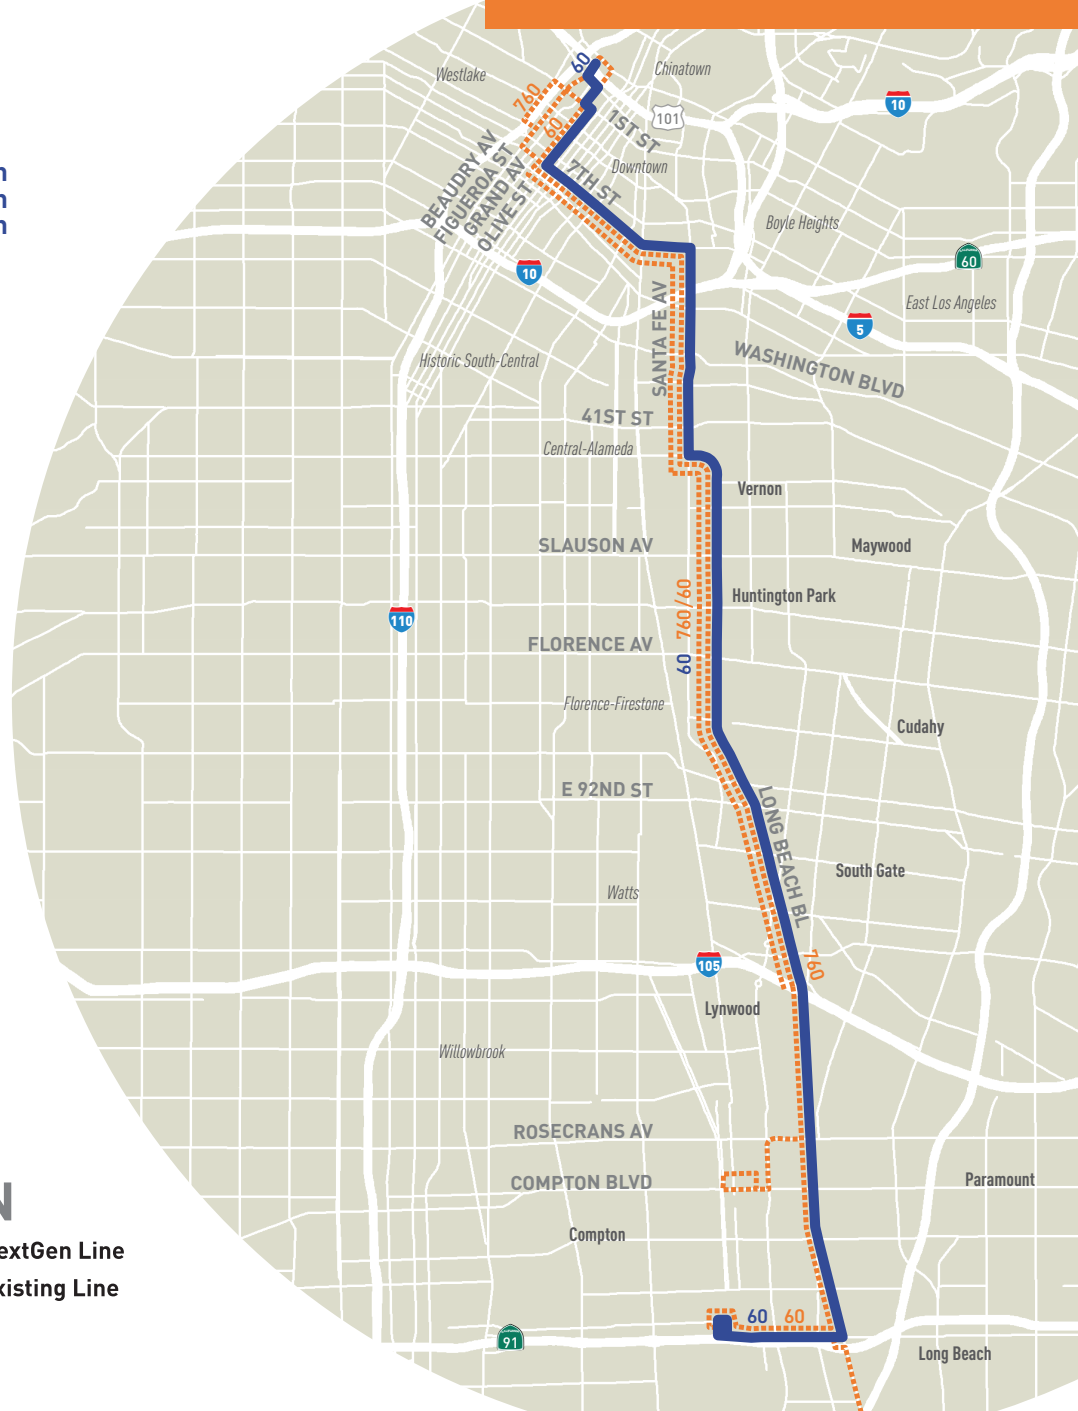 Westlake
60
Chinatown
760
60
101
10
1ST ST
Downtown
7TH ST
BEAUDRY AV
FIGUEROA ST
GRAND AV
OLIVE ST
Boyle Heights
60
10
East Los Angeles
5
SANTA FE AV
WASHINGTON BLVD
Historic South-Central
41ST ST
Central-Alameda
Vernon
SLAUSON AV
Maywood
760/60
Huntington Park
110
FLORENCE AV
60
Florence-Firestone
Cudahy
E 92ND ST
LONG BEACH BL
South Gate
Watts
105
760
Lynwood
Willowbrook
ROSECRANS AV
COMPTON BLVD
Paramount
Compton
N
extGen Line
xisting Line
60
60
91
Long Beach